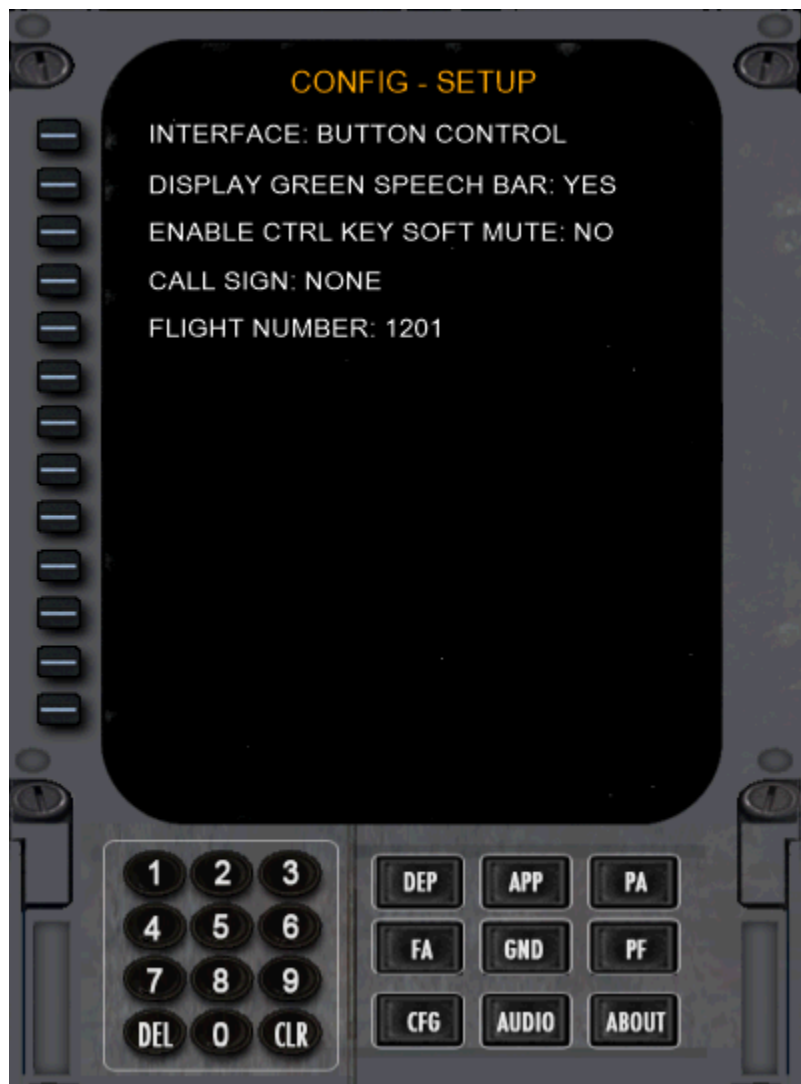 CONFIG - SETUP
INTERFACE: BUTTON CONTROL
DISPLAY GREEN SPEECH BAR: YES
ENABLE CTRL KEY SOFT MUTE: NO
CALL SIGN: NONE
FLIGHT NUMBER: 1201
1 2 3
DEP APP PA
4 5 6
FA GND PF
7 8 9
DEL 0 CLR
CFG AUDIO ABOUT